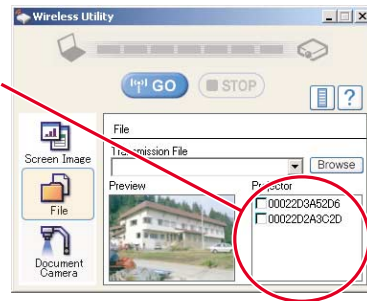 Wireless Utility
GO
STOP
?
File
Screen Image
Transmission File
Browse
Preview
Projector
File
00022D3A52D6
00022D2A3C2D
Document
Camera